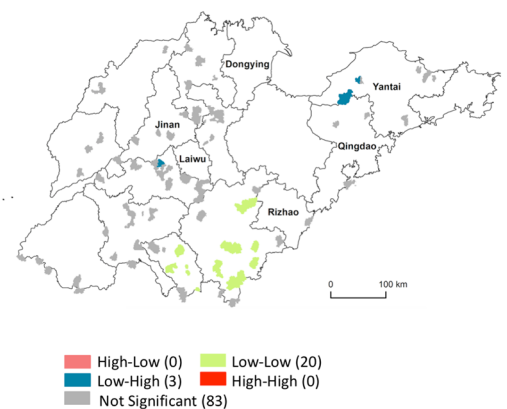 Dongying
Yantai
Jinan
Qingdao
Laiwu
Rizhao
0 100 km
High-Low (0) Low-Low (20)
Low-High (3) High-High (0)
Not Significant (83)